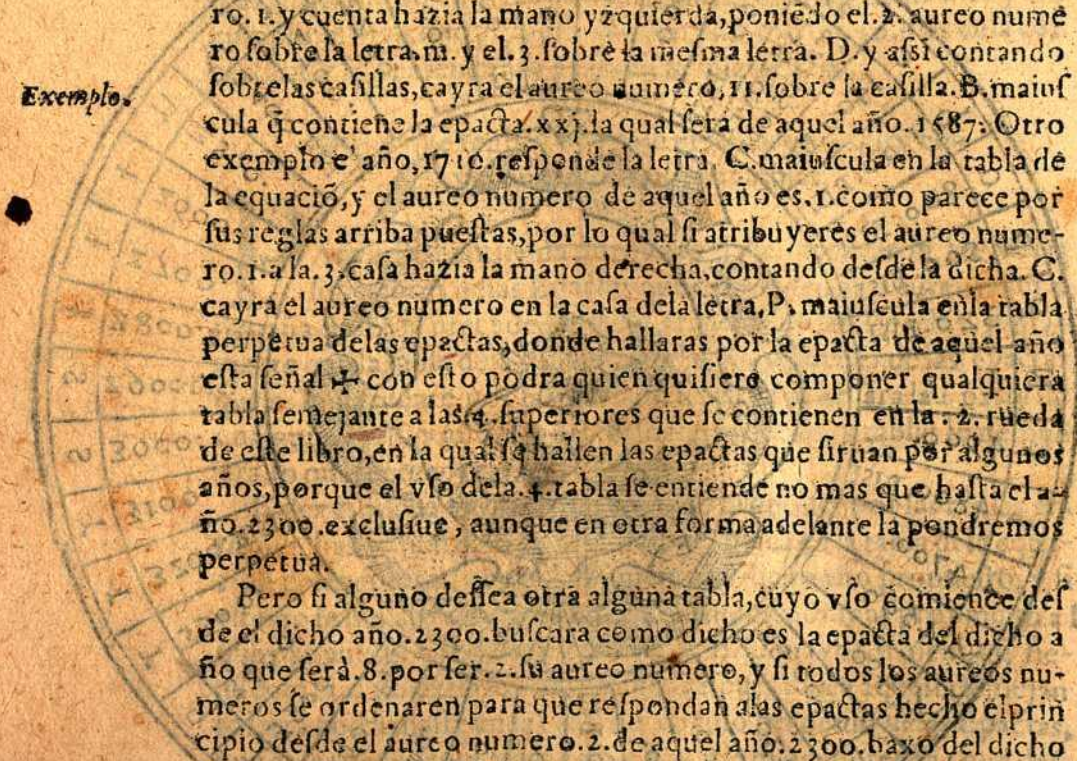 ro. 1. y cuenta hazia la mano yzquierda, poniēdo el. 2. aureo nume
ro sobre la letra. m. y el. 3. sobre la mesma letra. D. y assi contando
Exemplo.
sobre las casillas, cayra el aureo numero, 11. sobre la casilla. B. maius
cula q̄ contiene la epacta. xxj. la qual sera de aquel año. 1587. Otro
exemplo e' año, 1710. responde la letra. C. maiuscula en la tabla de
la equaciō, y el aureo numero de aquel año es. 1. como parece por
sus reglas arriba puestas, por lo qual si atribuyeres el aureo nume-
ro. 1. a la. 3. casa hazia la mano derecha, contando desde la dicha. C.
cayra el aureo numero en la casa dela letra, P. maiuscula enla tabla
perpetua delas epactas, donde hallaras por la epacta de aquel año
esta señal ✠ con esto podra quien quisiere componer qualquiera
tabla semejante a las. 4. superiores que se contienen en la. 2. rueda
de este libro, en la qual se hallen las epactas que siruan por algunos
años, porque el vso dela. 4. tabla se entiende no mas que hasta el a-
ño. 2300. exclusiue, aunque en otra forma adelante la pondremos
perpetua.
Pero si alguno dessea otra alguna tabla, cuyo vso comience des
de el dicho año. 2300. buscara como dicho es la epacta del dicho a
ño que serà. 8. por ser. 2. su aureo numero, y si todos los aureos nu-
meros se ordenaren para que respondan alas epactas hecho el prin
cipio desde el aureo numero. 2. de aquel año. 2300. baxo del dicho